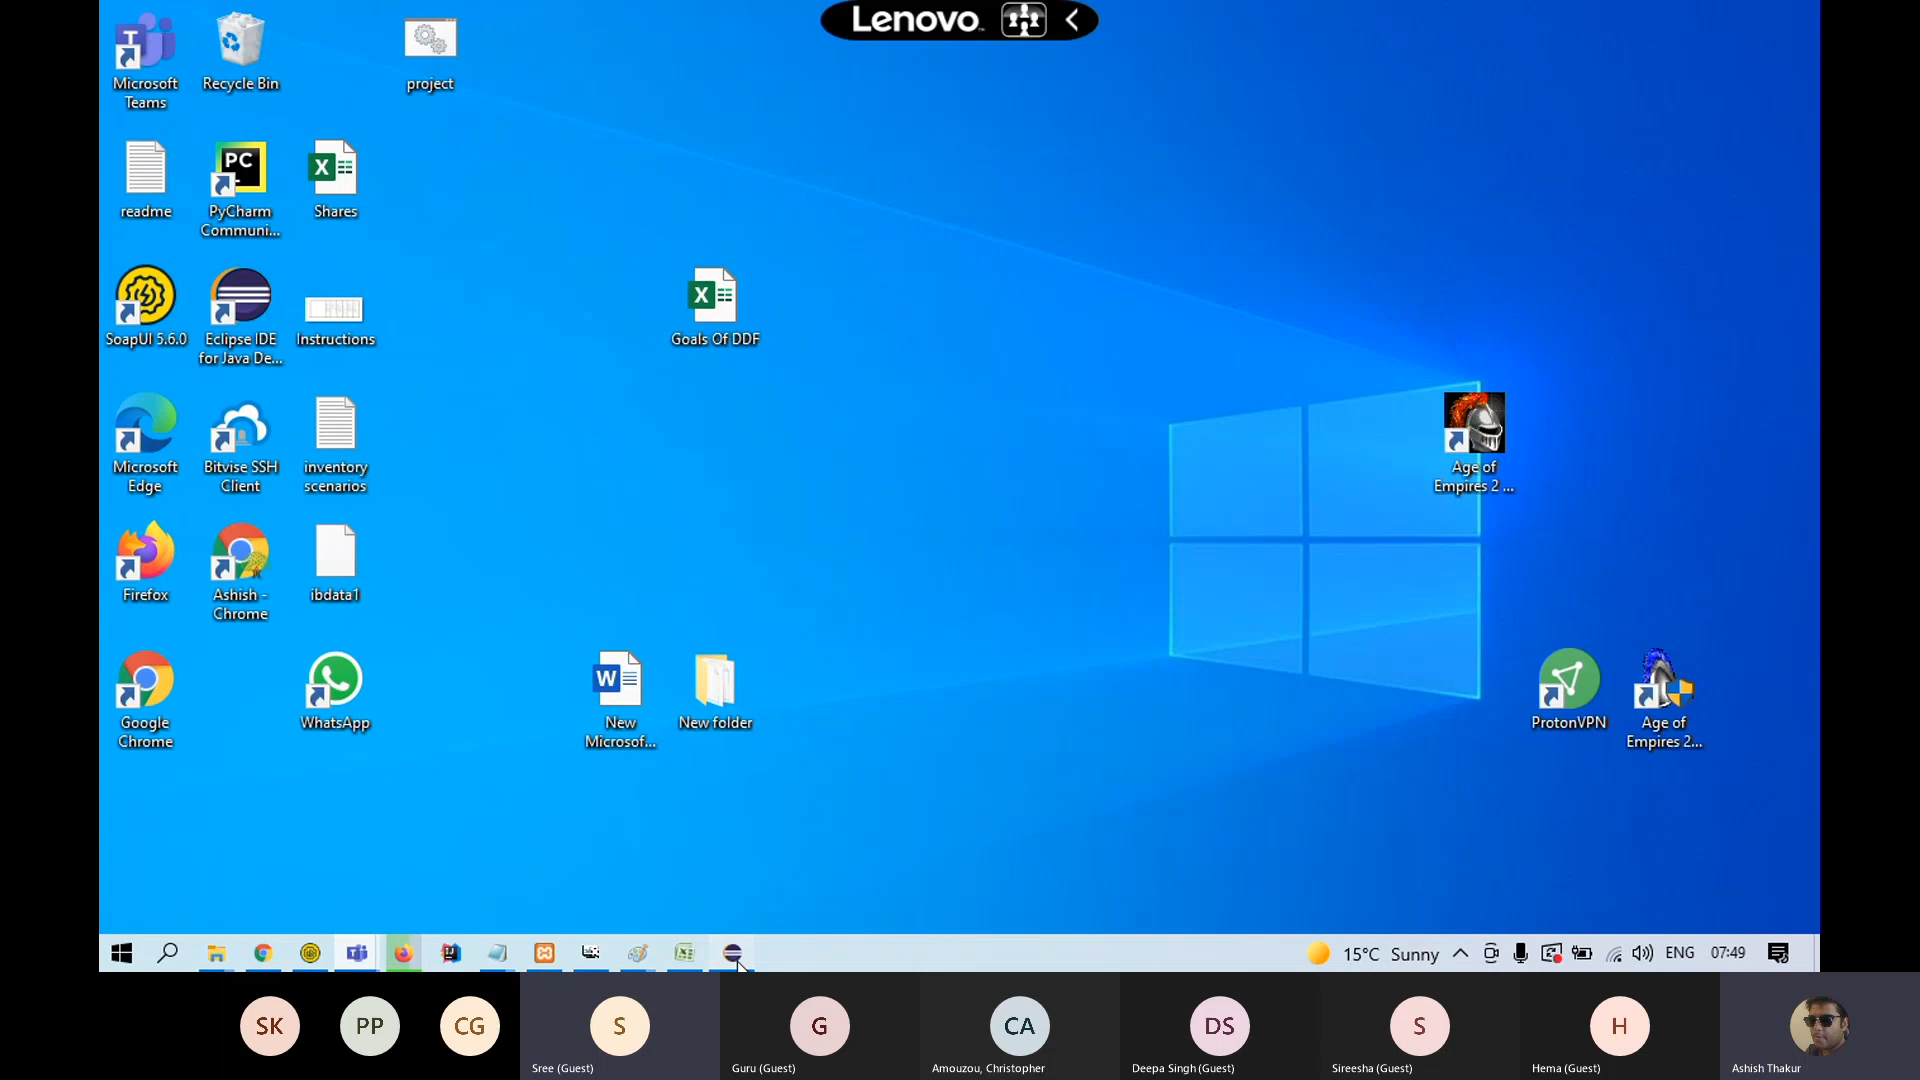 Lenovo
Microsoft
Teams
Recycle Bin
project
readme
PC
PyCharm
Communi...
X
Shares
SoapUI 5.6.0
Eclipse IDE
for Java De...
Instructions
X
Goals Of DDF
Microsoft
Edge
Bitvise SSH
Client
inventory
scenarios
Age of
Empires 2 ...
Firefox
Ashish -
Chrome
ibdata1
Google
Chrome
WhatsApp
W
New
Microsof...
New folder
ProtonVPN
Age of
Empires 2...
15°C Sunny
ENG
07:49
SK
PP
CG
S
G
CA
DS
S
H
Sree (Guest)
Guru (Guest)
Amouzou, Christopher
Deepa Singh (Guest)
Sireesha (Guest)
Hema (Guest)
Ashish Thakur